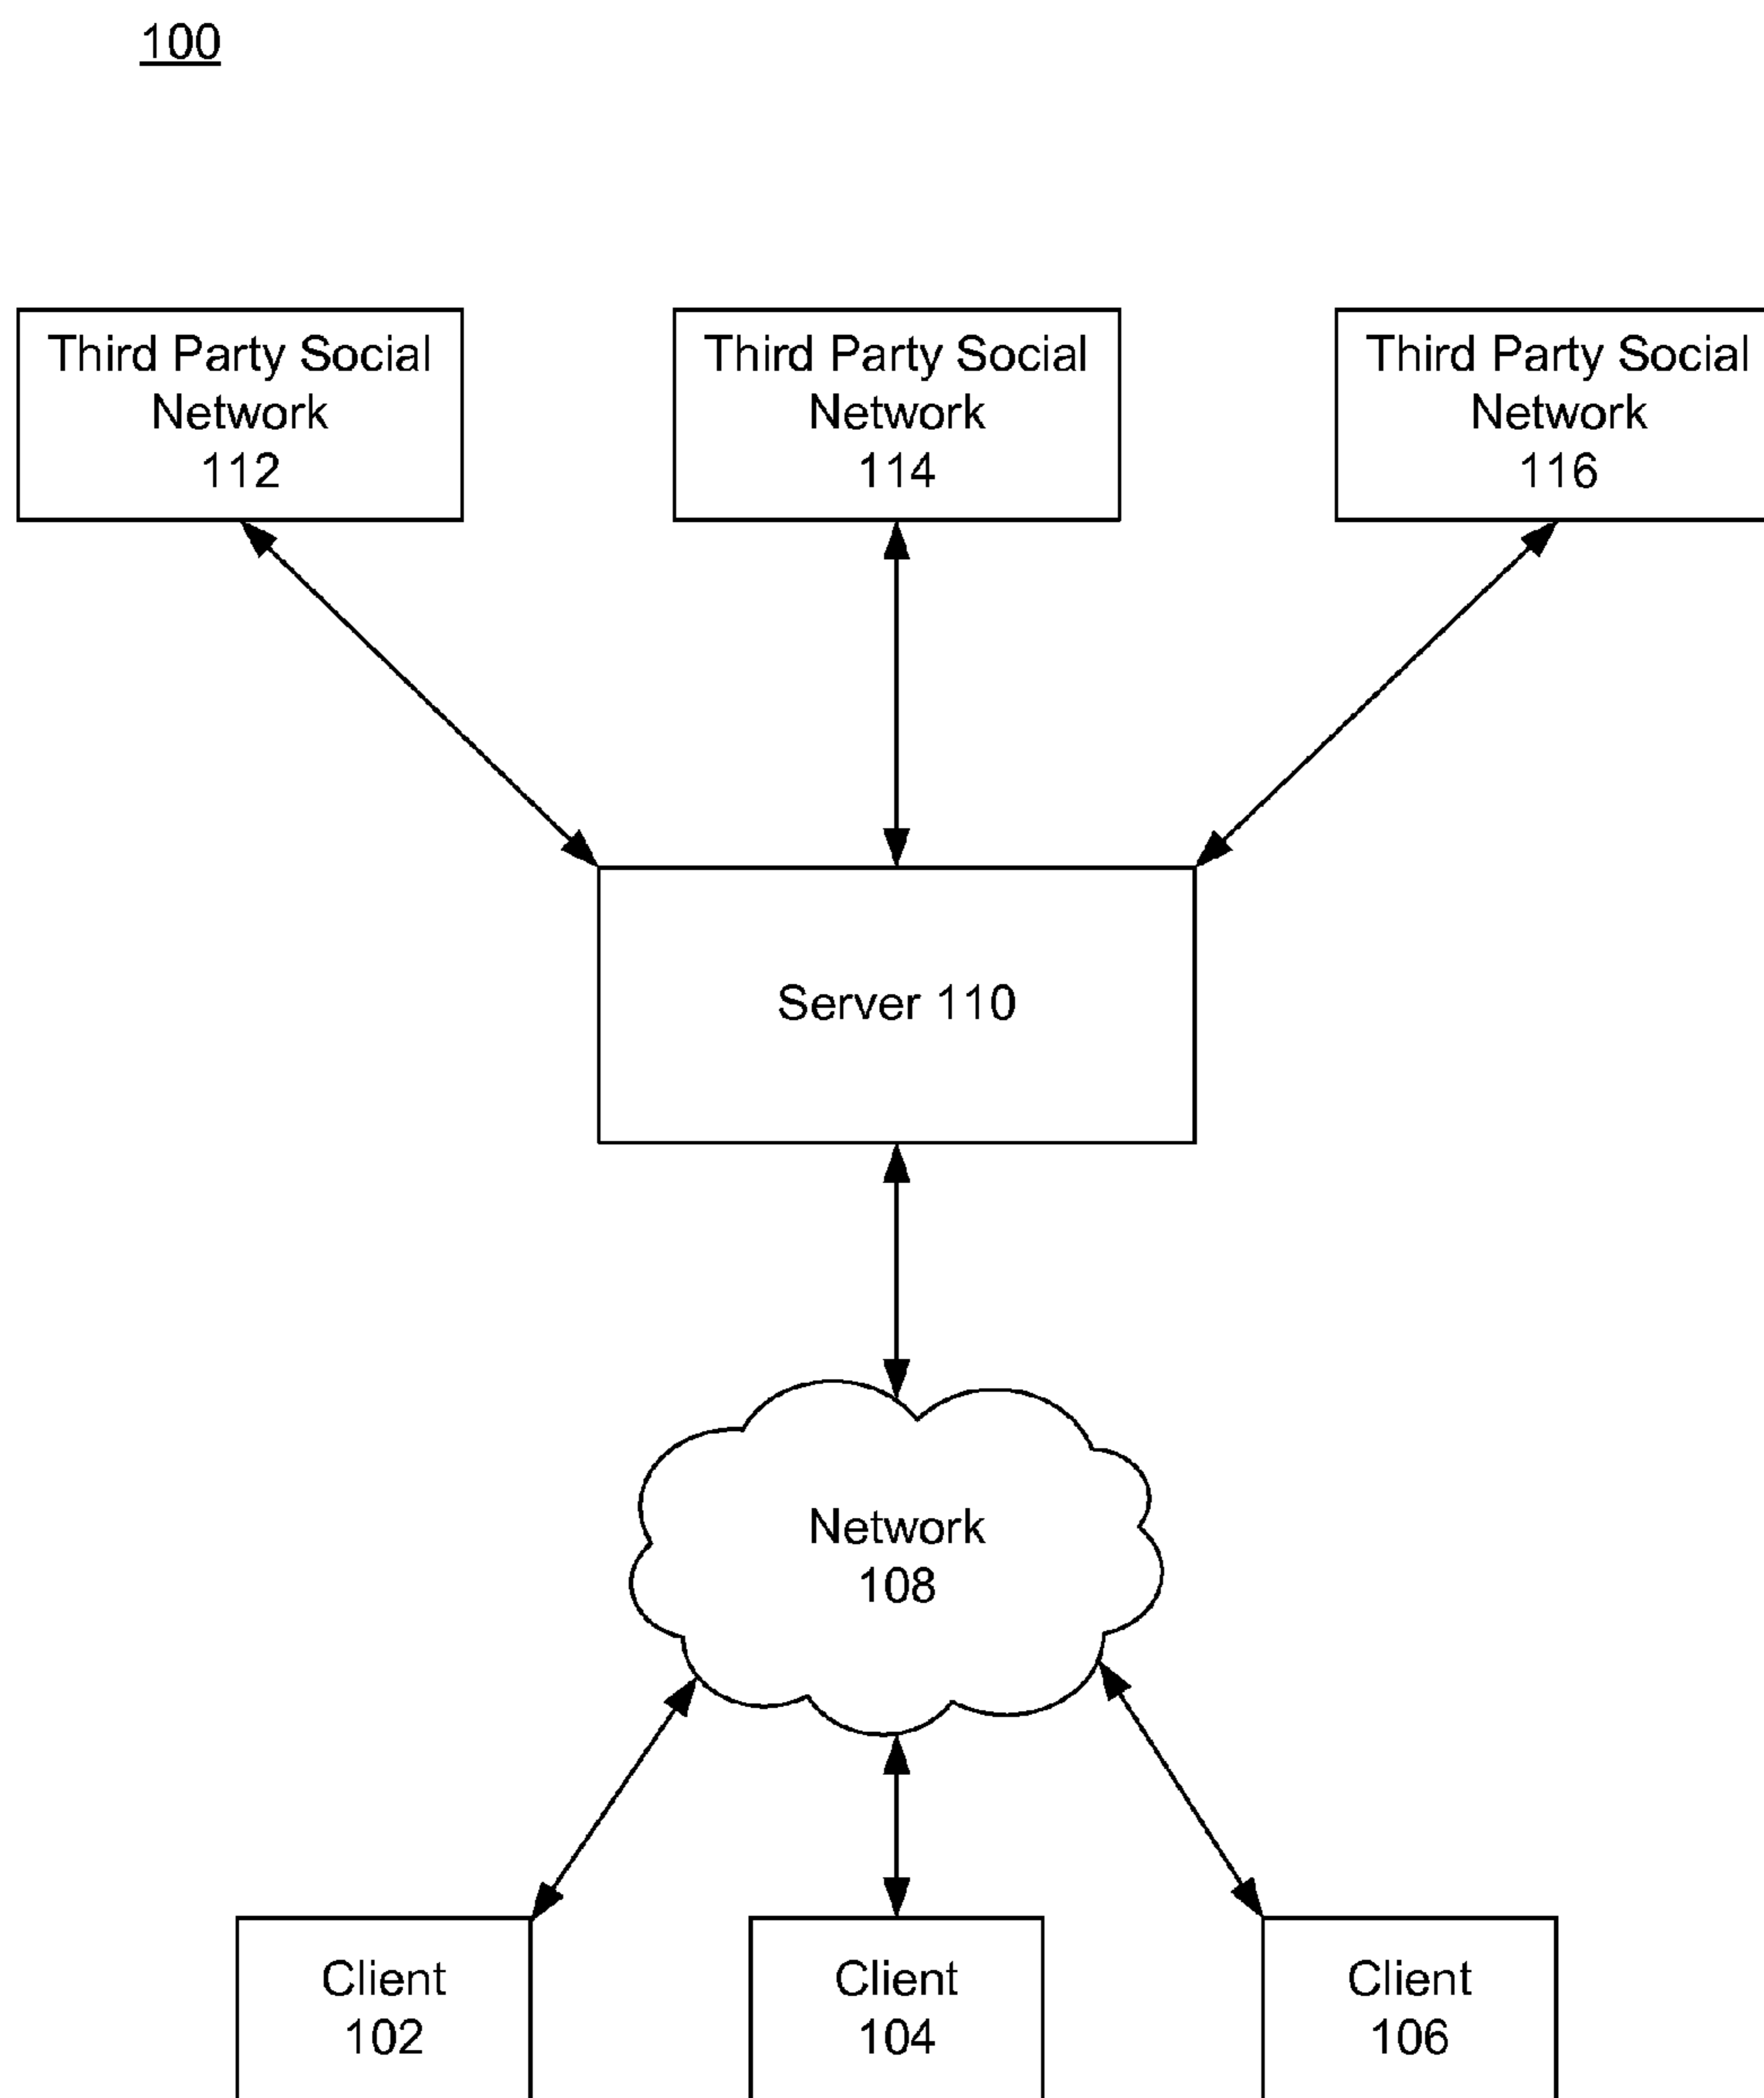 100
Third Party Social
Network
112
Third Party Social
Network
114
Third Party Social
Network
116
Server 110
Network
108
Client
102
Client
104
Client
106